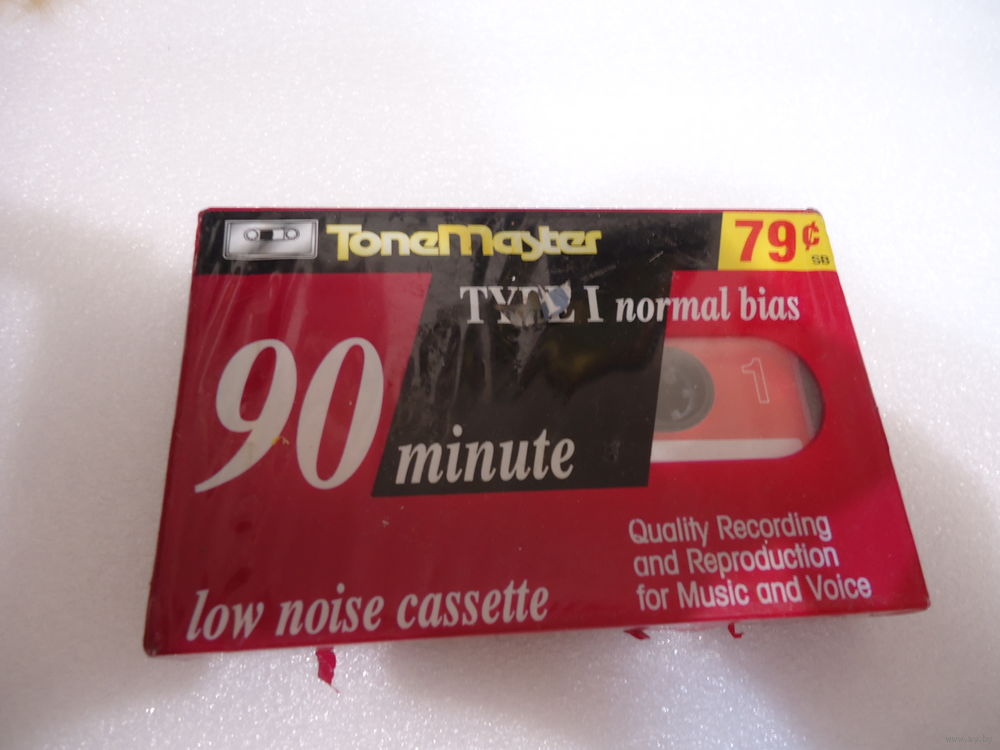 ToneMaster
79¢
SB
TYPE I normal bias
90
minute
1
Quality Recording
and Reproduction
for Music and Voice
low noise cassette